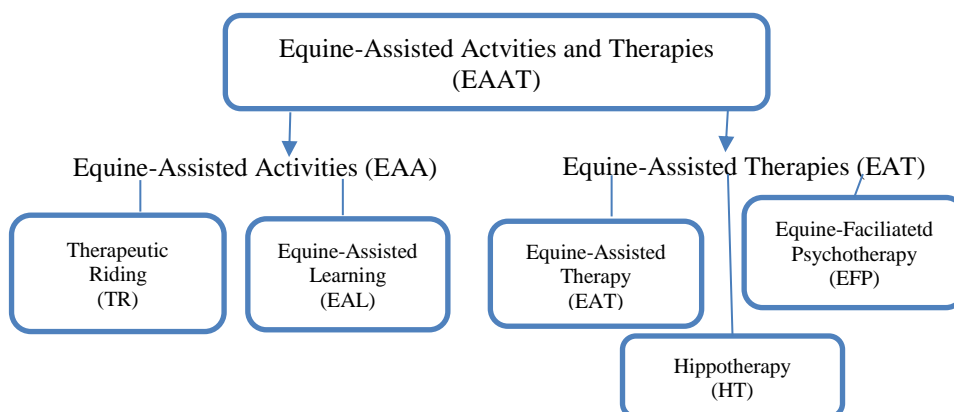 Equine-Assisted Actvities and Therapies
(EAAT)
Equine-Assisted Activities (EAA)
Equine-Assisted Therapies (EAT)
Therapeutic
Riding
(TR)
Equine-Assisted
Learning
(EAL)
Equine-Assisted
Therapy
(EAT)
Equine-Faciliatetd
Psychotherapy
(EFP)
Hippotherapy
(HT)